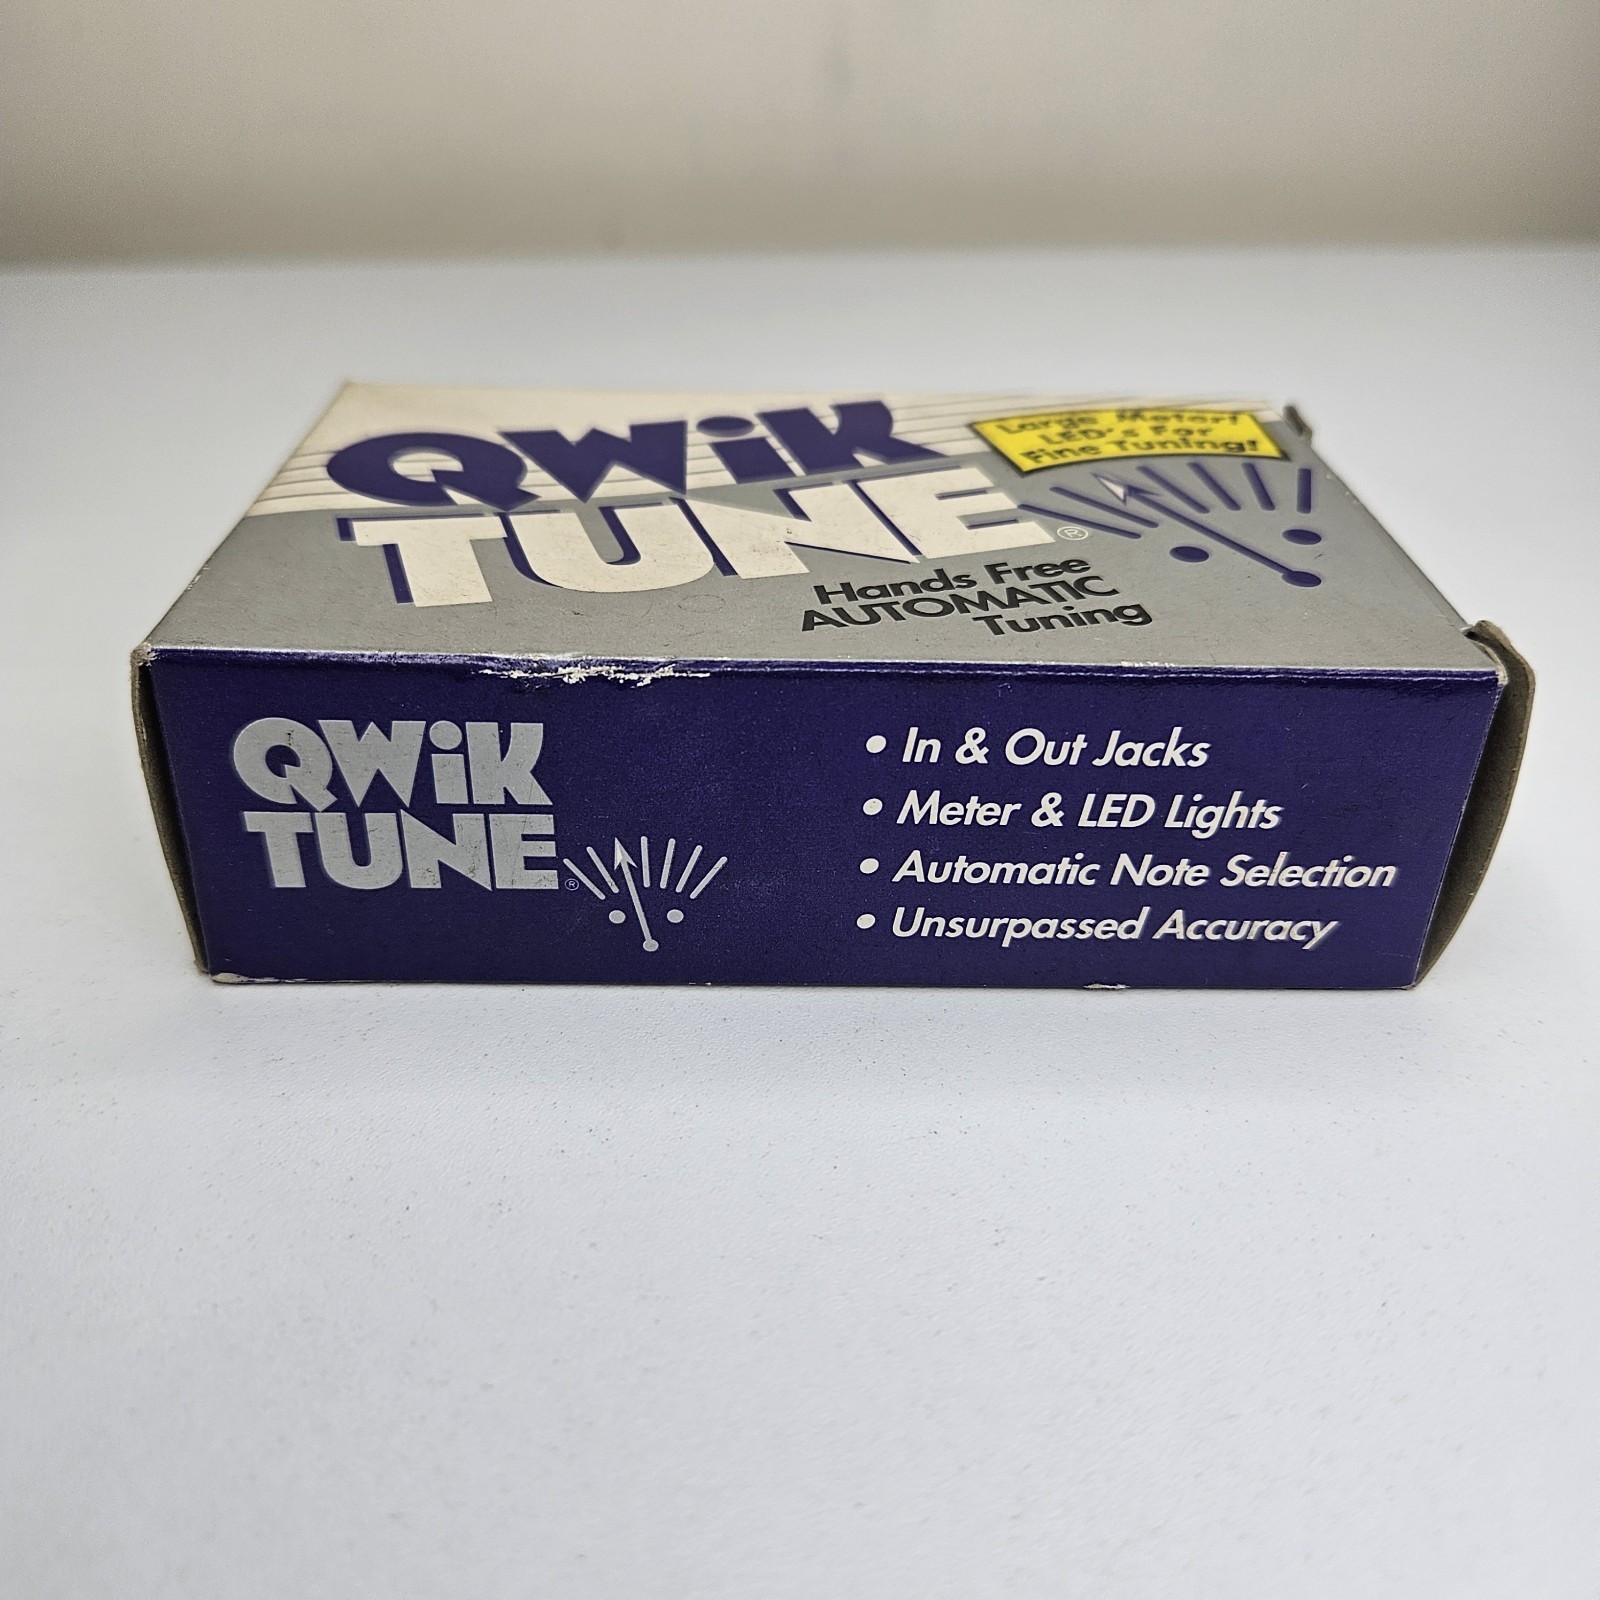 QWiK
TUNE®
Large Meter!
LED's For
Fine Tuning!
Hands Free
AUTOMATIC
Tuning
QWiK
TUNE®
• In & Out Jacks
• Meter & LED Lights
• Automatic Note Selection
• Unsurpassed Accuracy